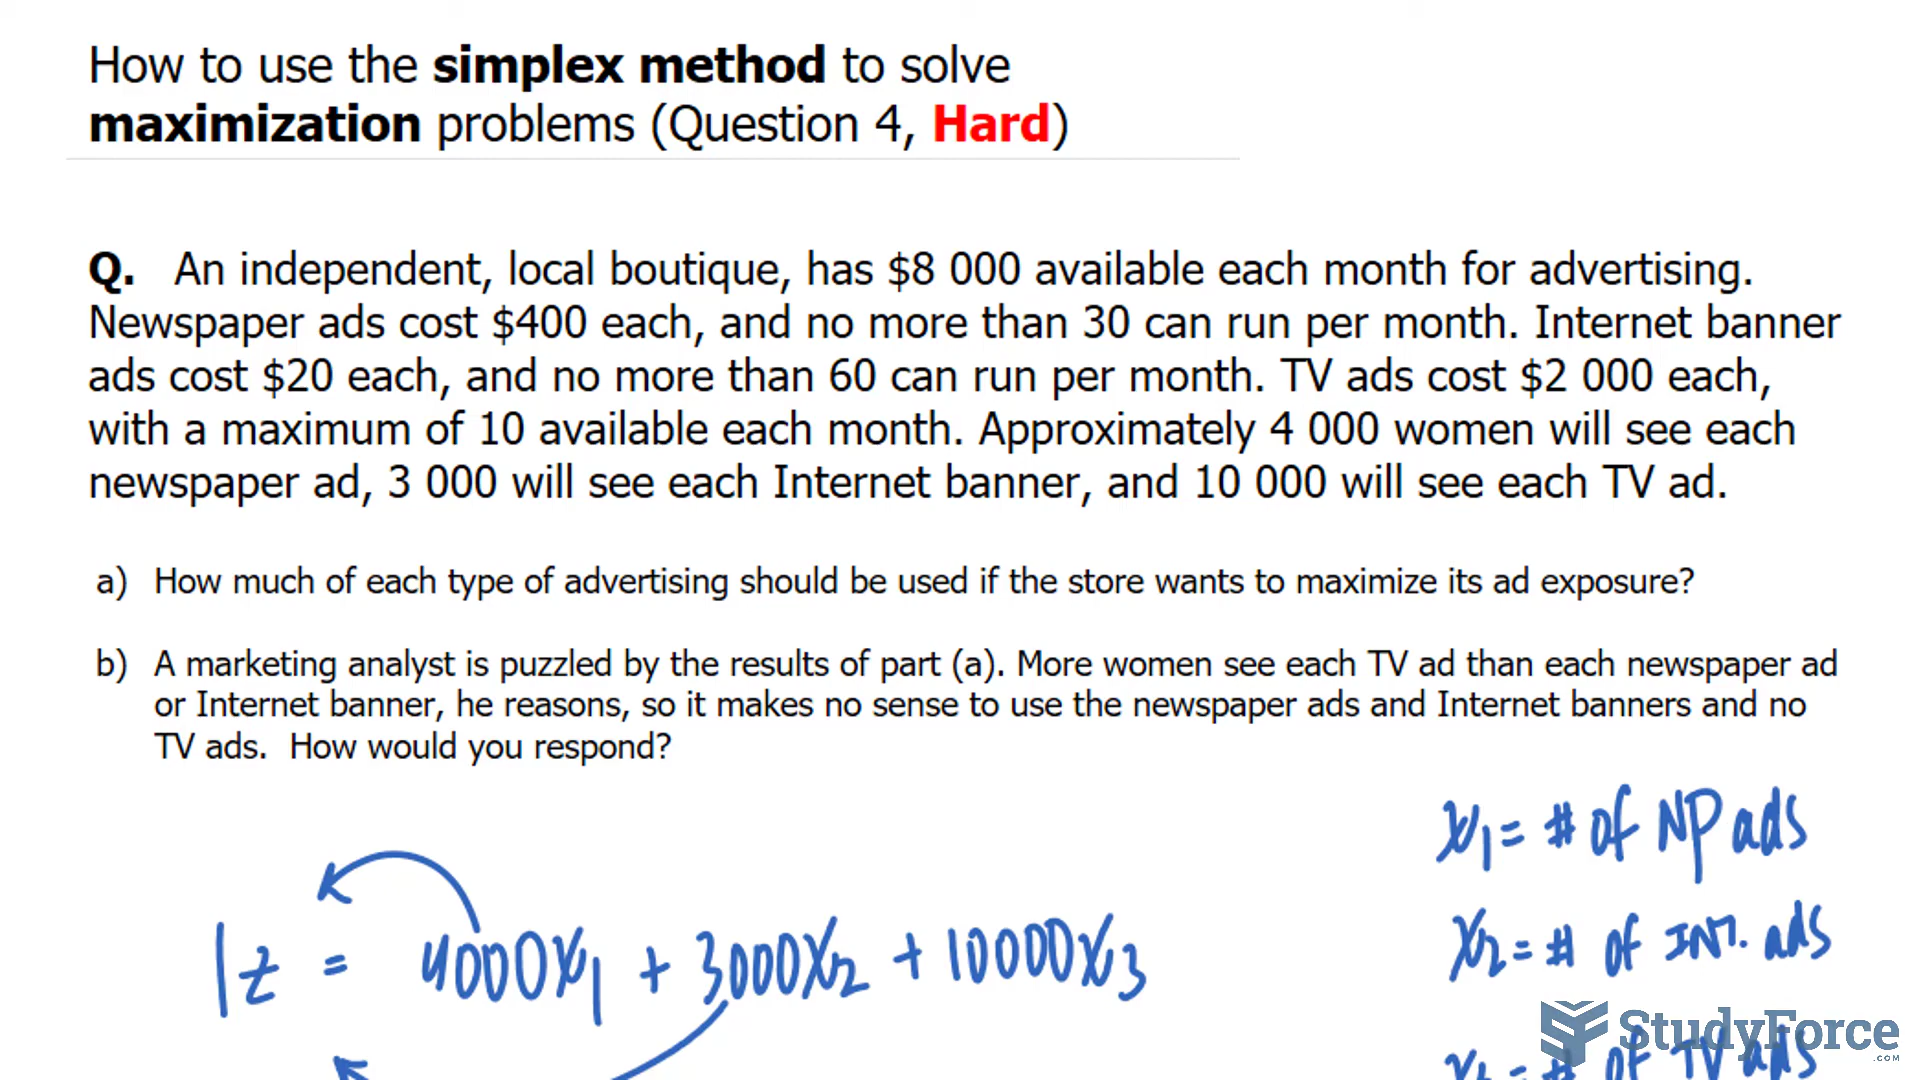 How to use the simplex method to solve
maximization problems (Question 4, Hard)
Q. An independent, local boutique, has $8 000 available each month for advertising.
Newspaper ads cost $400 each, and no more than 30 can run per month. Internet banner
ads cost $20 each, and no more than 60 can run per month. TV ads cost $2 000 each,
with a maximum of 10 available each month. Approximately 4 000 women will see each
newspaper ad, 3 000 will see each Internet banner, and 10 000 will see each TV ad.
a) How much of each type of advertising should be used if the store wants to maximize its ad exposure?
b) A marketing analyst is puzzled by the results of part (a). More women see each TV ad than each newspaper ad
or Internet banner, he reasons, so it makes no sense to use the newspaper ads and Internet banners and no
TV ads. How would you respond?
x1 = # of NP ads
x2 = # of INT. ads
1z = 4000x1 + 3000x2 + 10000x3
# of TV ads
StudyForce
.COM